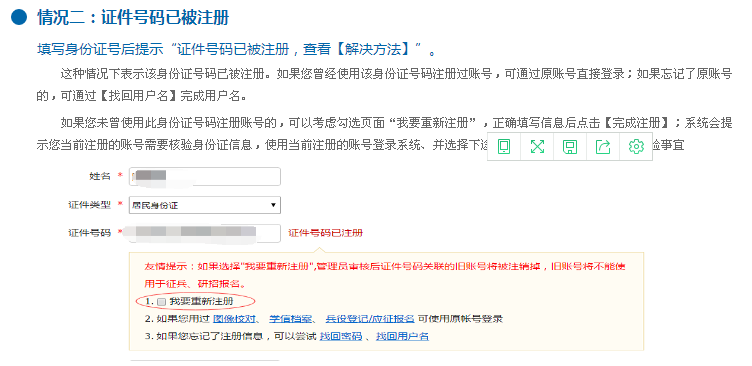 情况二：证件号码已被注册
填写身份证号后提示“证件号码已被注册，查看【解决方法】”。
这种情况下表示该身份证号码已被注册。如果您曾经使用该身份证号码注册过账号，可通过原账号直接登录；如果忘记了原账号
的，可通过【找回用户名】完成用户名。
如果您未曾使用此身份证号码注册账号的，可以考虑勾选页面“我要重新注册”，正确填写信息后点击【完成注册】；系统会提
示您当前注册的账号需要核验身份证信息，使用当前注册的账号登录系统、并选择下 验事宜
姓名 *
证件类型 * 居民身份证
证件号码 * 证件号码已注册
友情提示：如果选择"我要重新注册",管理员审核后证件号码关联的旧账号将被注销掉，旧账号将不能使
用于征兵、研招报名。
1. 我要重新注册
2. 如果您用过 图像校对、 学信档案、 兵役登记/应征报名 可使用原帐号登录
3. 如果您忘记了注册信息，可以尝试 找回密码 、找回用户名